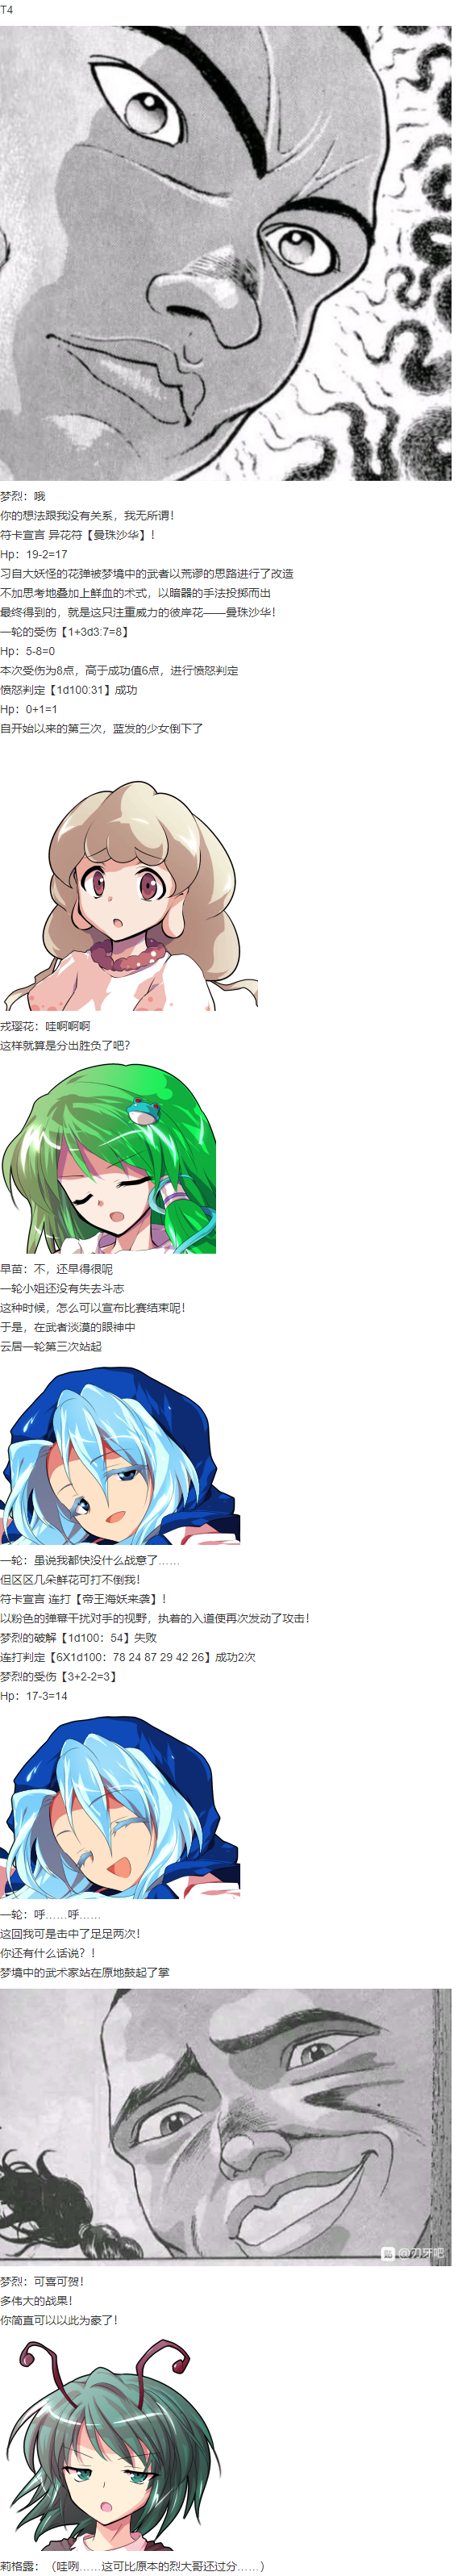 T4
梦烈：哦
你的想法跟我没有关系，我无所谓！
符卡宣言 异花符【曼珠沙华】！
Hp：19-2=17
习自大妖怪的花弹被梦境中的武者以荒谬的思路进行了改造
不加思考地叠加上鲜血的术式，以暗器的手法投掷而出
最终得到的，就是这只注重威力的彼岸花——曼珠沙华！
一轮的受伤【1+3d3:7=8】
Hp：5-8=0
本次受伤为8点，高于成功值6点，进行愤怒判定
愤怒判定【1d100:31】成功
Hp：0+1=1
自开始以来的第三次，蓝发的少女倒下了
戎璎花：哇啊啊啊
这样就算是分出胜负了吧？
早苗：不，还早得很呢
一轮小姐还没有失去斗志
这种时候，怎么可以宣布比赛结束呢！
于是，在武者淡漠的眼神中
云居一轮第三次站起
一轮：虽说我都快没什么战意了……
但区区几朵鲜花可打不倒我！
符卡宣言 连打【帝王海妖来袭】！
以粉色的弹幕干扰对手的视野，执着的入道使再次发动了攻击！
梦烈的破解【1d100：54】失败
连打判定【6X1d100：78 24 87 29 42 26】成功2次
梦烈的受伤【3+2-2=3】
Hp：17-3=14
一轮：呼……呼……
这回我可是击中了足足两次！
你还有什么话说？！
梦境中的武术家站在原地鼓起了掌
@刃牙吧
梦烈：可喜可贺！
多伟大的战果！
你简直可以以此为豪了！
莉格露：（哇咧……这可比原本的烈大哥还过分……）